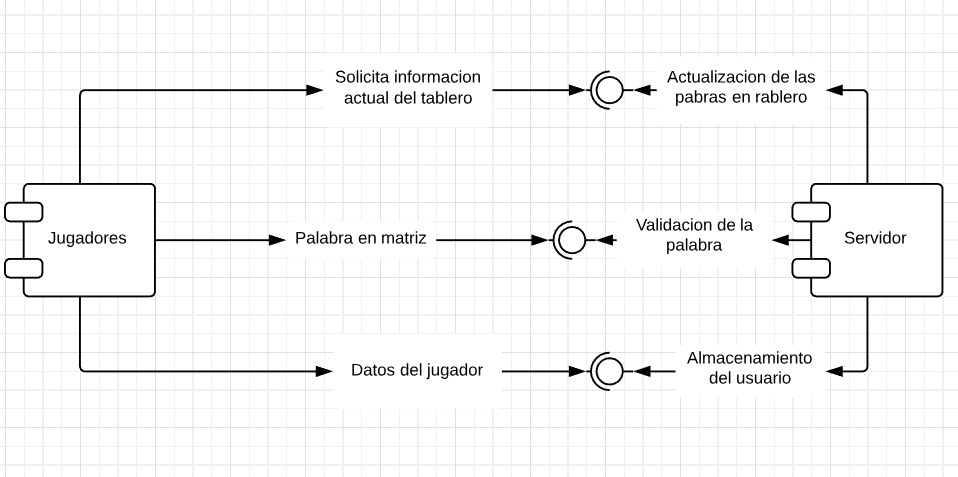 Solicita informacion
actual del tablero
Actualizacion de las
pabras en rablero
Jugadores
Palabra en matriz
Validacion de la
palabra
Servidor
Datos del jugador
Almacenamiento
del usuario